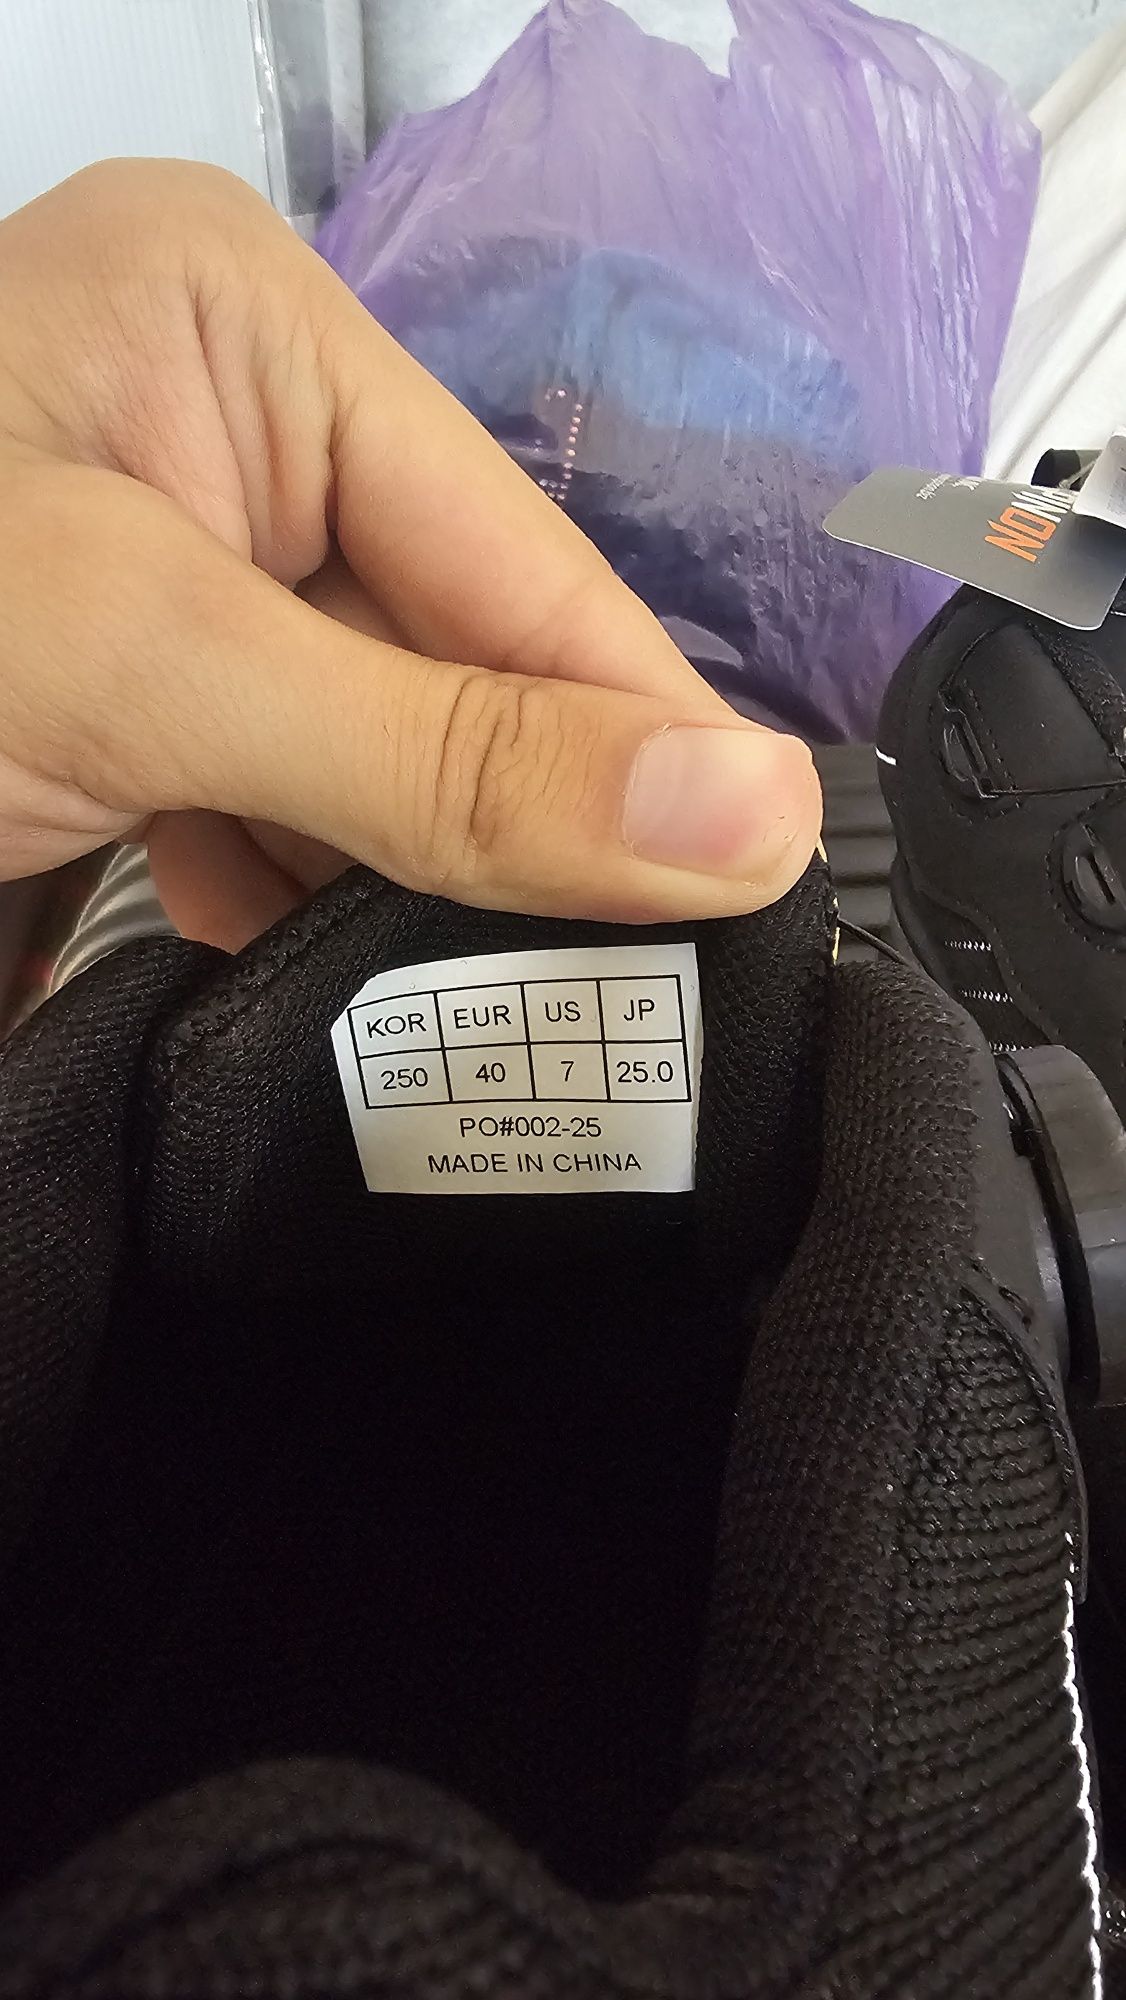 KOR EUR US JP
250 40 7 25.0
PO#002-25
MADE IN CHINA